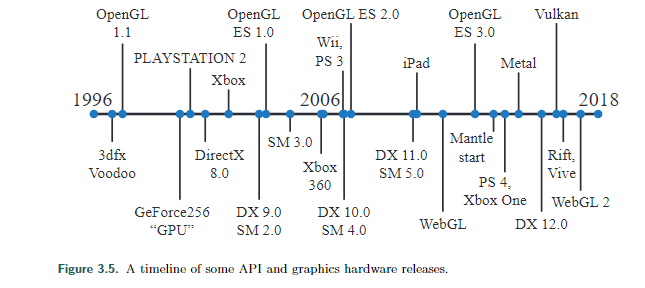 OpenGL
1.1
OpenGL
ES 1.0
OpenGL ES 2.0
OpenGL
ES 3.0
Vulkan
PLAYSTATION 2
Xbox
Wii,
PS 3
iPad
Metal
1996
2006
2018
3dfx
Voodoo
DirectX
8.0
SM 3.0
Xbox
360
DX 11.0
SM 5.0
Mantle
start
PS 4,
Xbox One
Rift,
Vive
GeForce256
“GPU”
DX 9.0
SM 2.0
DX 10.0
SM 4.0
WebGL
DX 12.0
WebGL 2
Figure 3.5. A timeline of some API and graphics hardware releases.